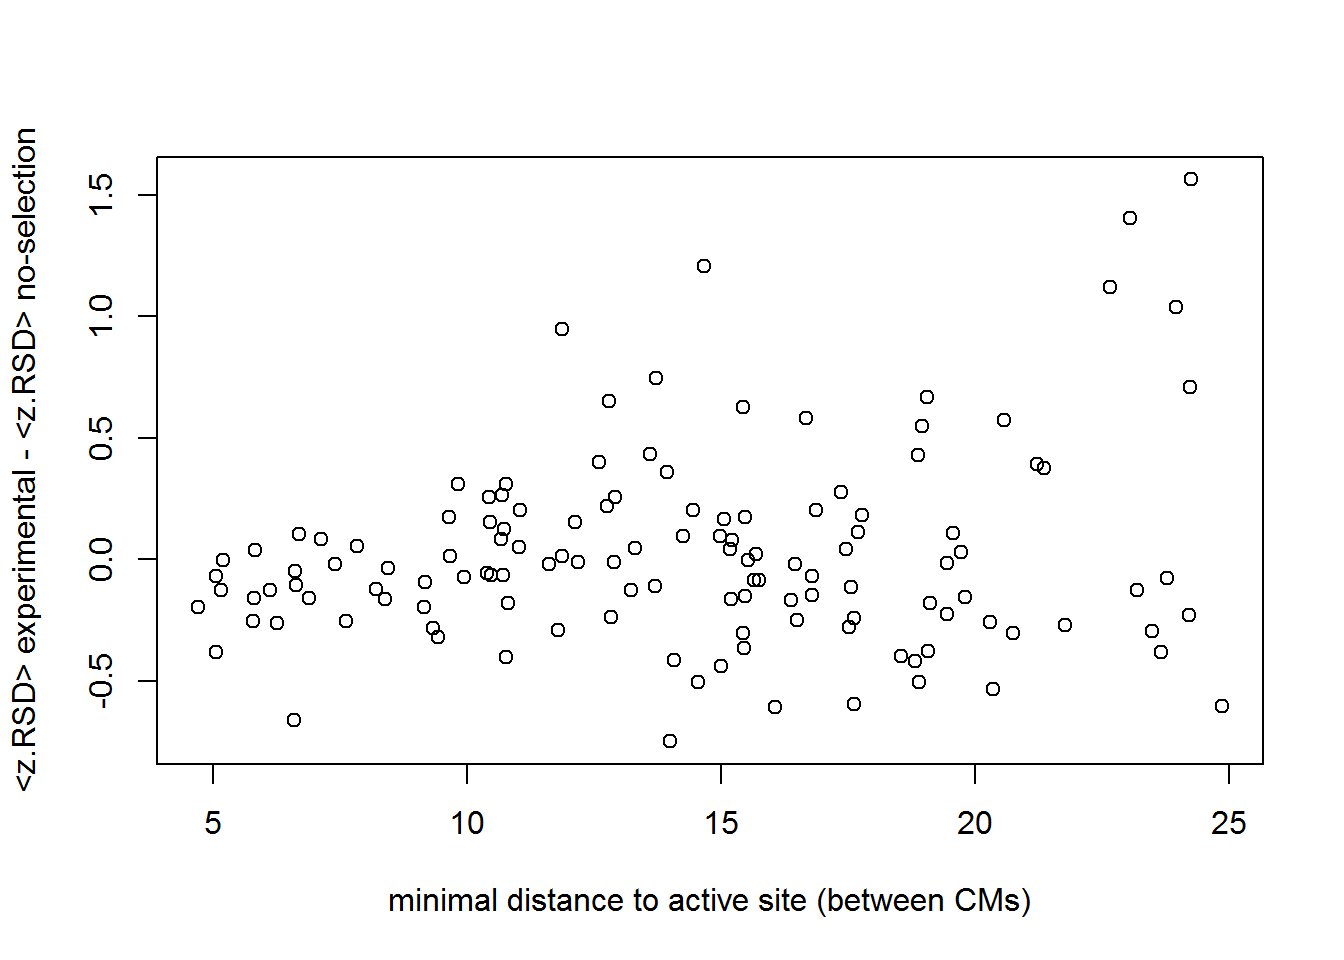 <z.RSD> experimental - <z.RSD> no-selection
1.5
1.0
0.5
0.0
-0.5
5 10 15 20 25
minimal distance to active site (between CMs)